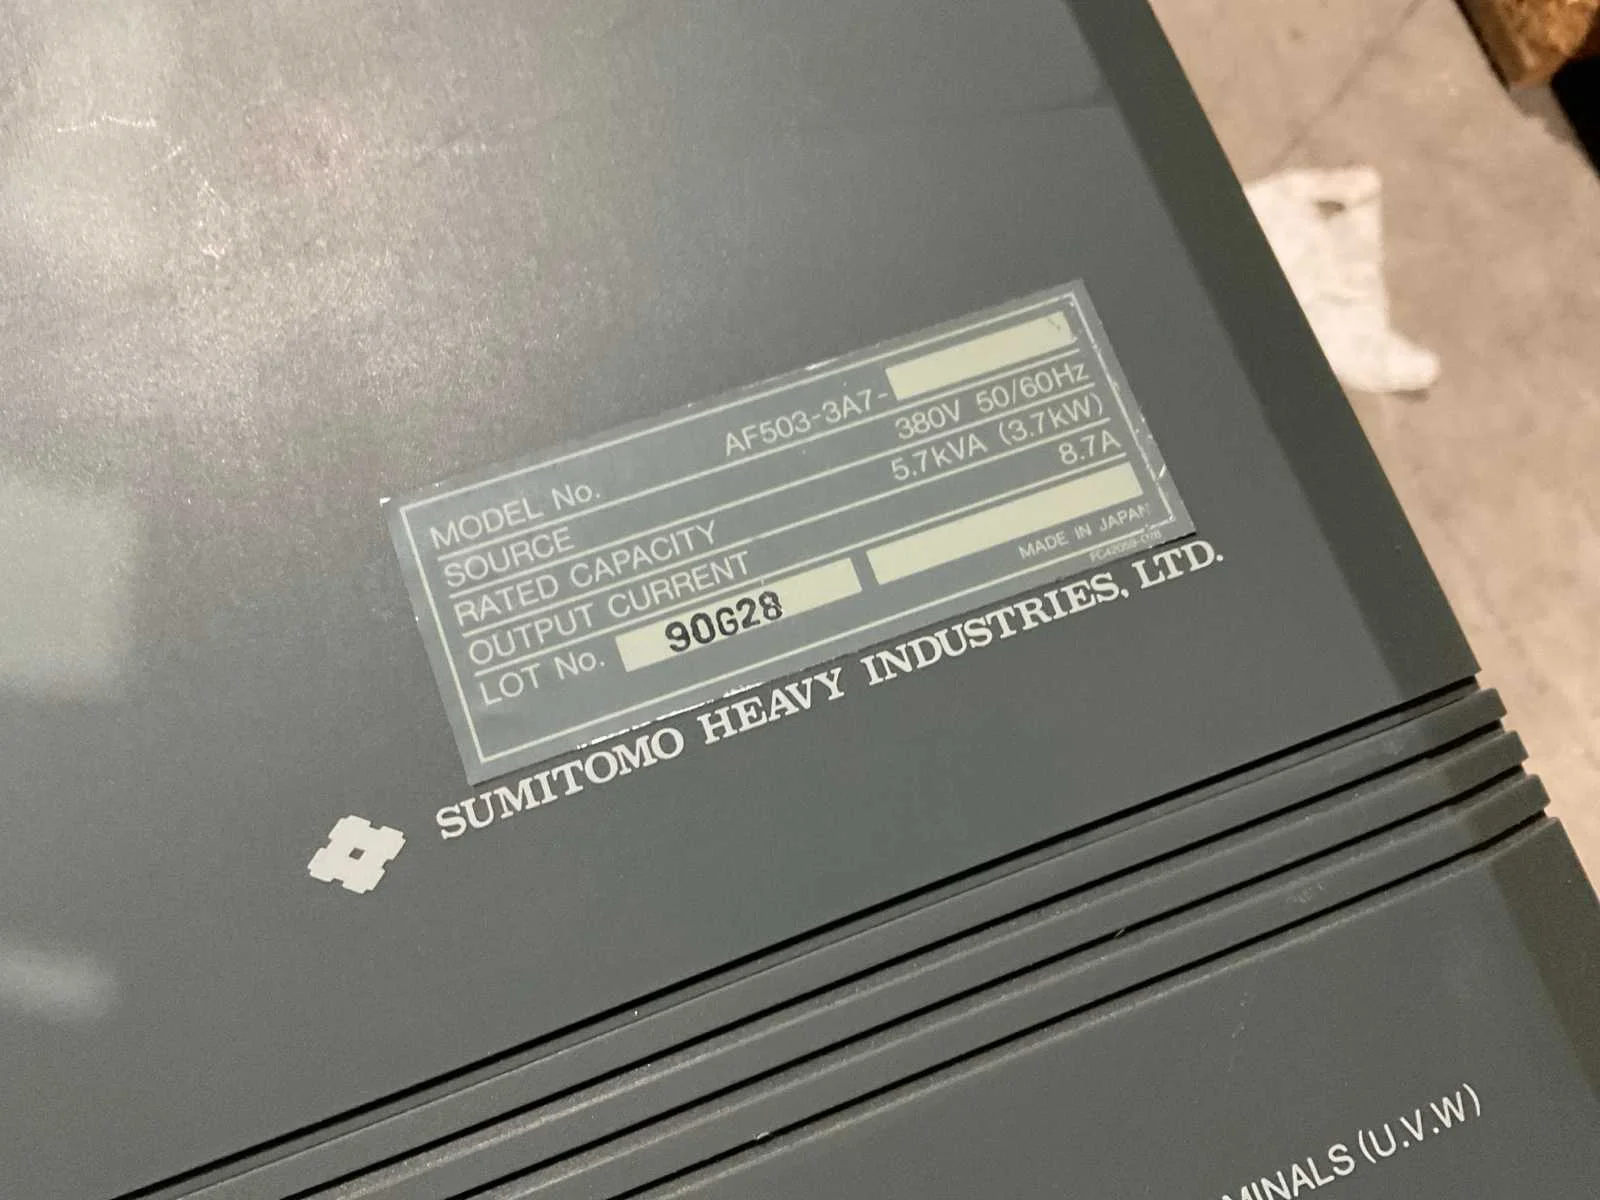 MODEL No. AF503-3A7-
SOURCE 380V 50/60Hz
RATED CAPACITY 5.7kVA (3.7kW)
OUTPUT CURRENT 8.7A
LOT No. 90G28
MADE IN JAPAN
SUMITOMO HEAVY INDUSTRIES, LTD.
(U.V.W)